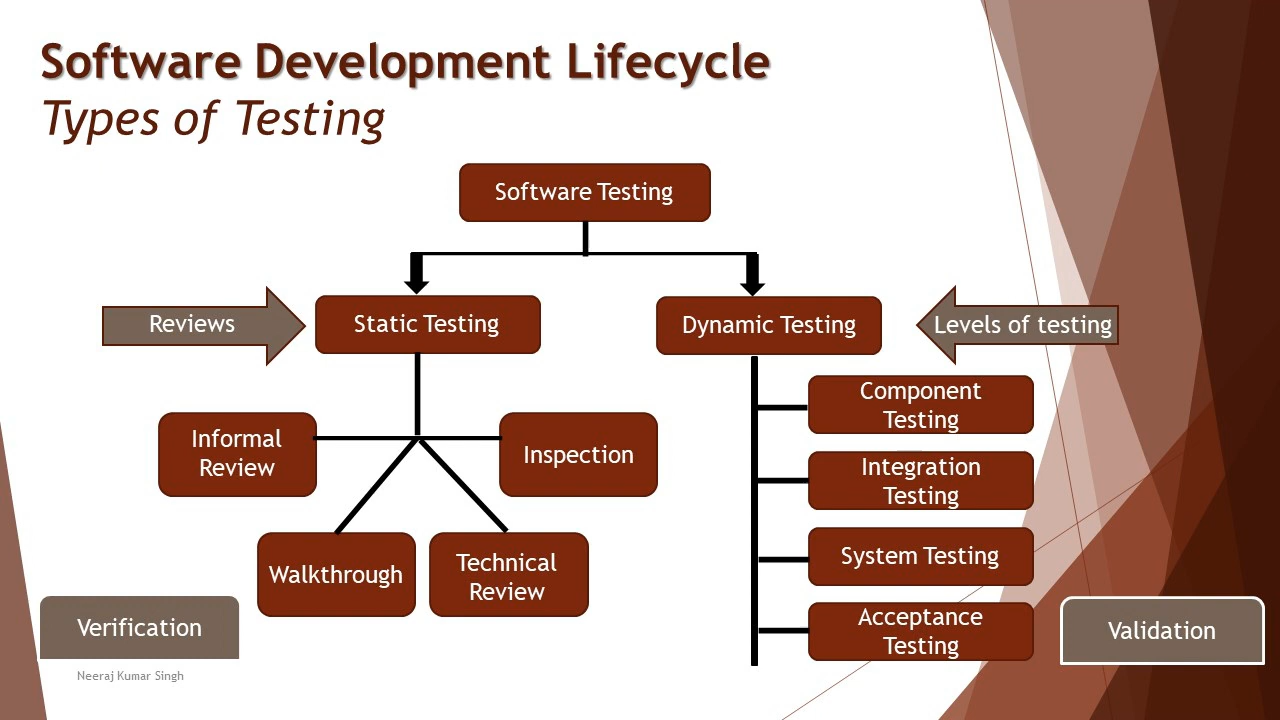 Software Development Lifecycle
Types of Testing
Software Testing
Reviews
Static Testing
Dynamic Testing
Levels of testing
Informal
Review
Inspection
Walkthrough
Technical
Review
Component
Testing
Integration
Testing
System Testing
Acceptance
Testing
Verification
Validation
Neeraj Kumar Singh